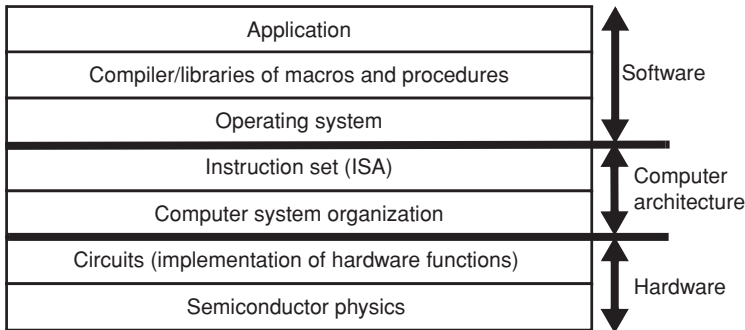 Application
Compiler/libraries of macros and procedures
Software
Operating system
Instruction set (ISA)
Computer
architecture
Computer system organization
Circuits (implementation of hardware functions)
Hardware
Semiconductor physics